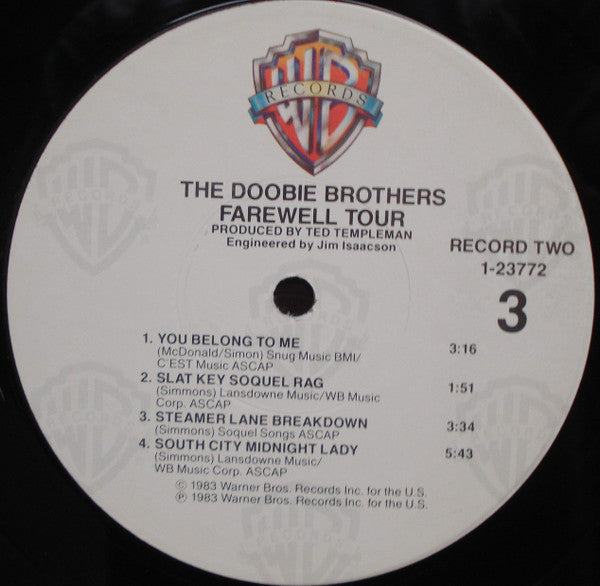 WB
RECORDS
THE DOOBIE BROTHERS
FAREWELL TOUR
PRODUCED BY TED TEMPLEMAN
Engineered by Jim Isaacson
RECORD TWO
1-23772
3
1. YOU BELONG TO ME 3:16
(McDonald/Simon) Snug Music BMI/
C'EST Music ASCAP
2. SLAT KEY SOQUEL RAG 1:51
(Simmons) Lansdowne Music/WB Music
Corp. ASCAP
3. STEAMER LANE BREAKDOWN 3:34
(Simmons) Soquel Songs ASCAP
4. SOUTH CITY MIDNIGHT LADY 5:43
(Simmons) Lansdowne Music/
WB Music Corp. ASCAP
© 1983 Warner Bros. Records Inc. for the U.S.
℗ 1983 Warner Bros. Records Inc. for the U.S.